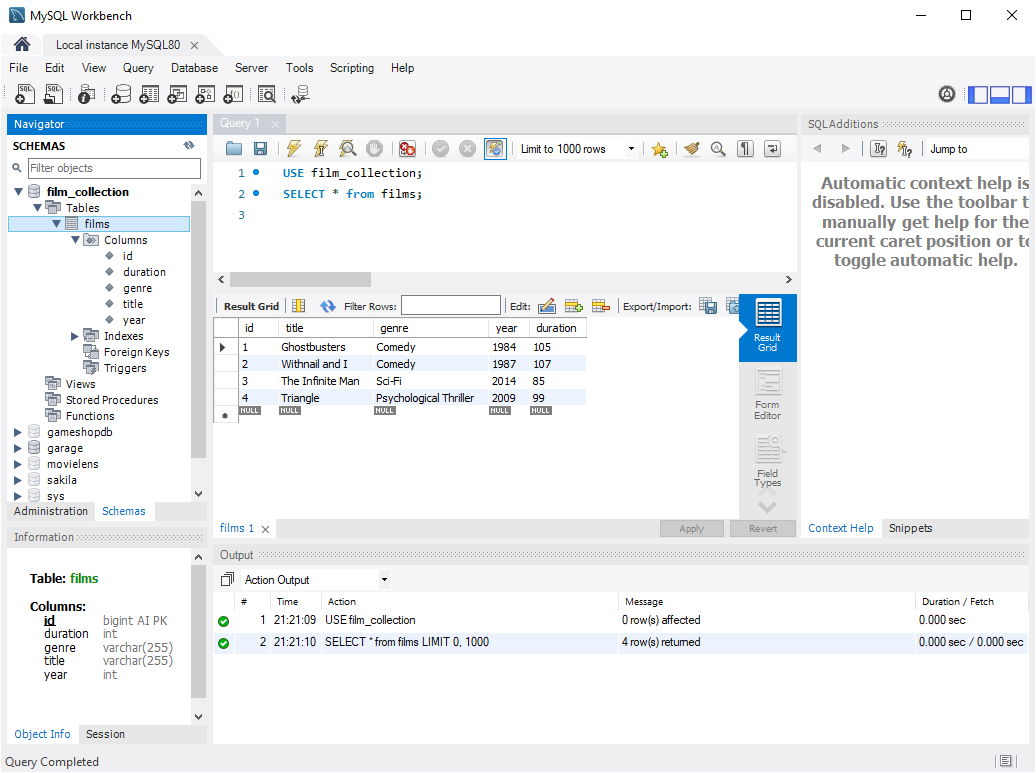 MySQL Workbench
Local instance MySQL80
File Edit View Query Database Server Tools Scripting Help
Navigator
SCHEMAS
Filter objects
film_collection
Tables
films
Columns
id
duration
genre
title
year
Indexes
Foreign Keys
Triggers
Views
Stored Procedures
Functions
gameshopdb
garage
movielens
sakila
sys
Administration Schemas
Information
Table: films
Columns:
id bigint AI PK
duration int
genre varchar(255)
title varchar(255)
year int
Object Info Session
Query 1
Limit to 1000 rows
1 USE film_collection;
2 SELECT * from films;
3
Result Grid Filter Rows: Edit: Export/Import:
id title genre year duration
1 Ghostbusters Comedy 1984 105
2 Withnail and I Comedy 1987 107
3 The Infinite Man Sci-Fi 2014 85
4 Triangle Psychological Thriller 2009 99
NULL NULL NULL NULL NULL
Result
Grid
Form
Editor
Field
Types
films 1 Apply Revert
SQLAdditions
Jump to
Automatic context help is
disabled. Use the toolbar t
manually get help for the
current caret position or to
toggle automatic help.
Context Help Snippets
Output
Action Output
# Time Action Message Duration / Fetch
1 21:21:09 USE film_collection 0 row(s) affected 0.000 sec
2 21:21:10 SELECT * from films LIMIT 0, 1000 4 row(s) returned 0.000 sec / 0.000 sec
Query Completed